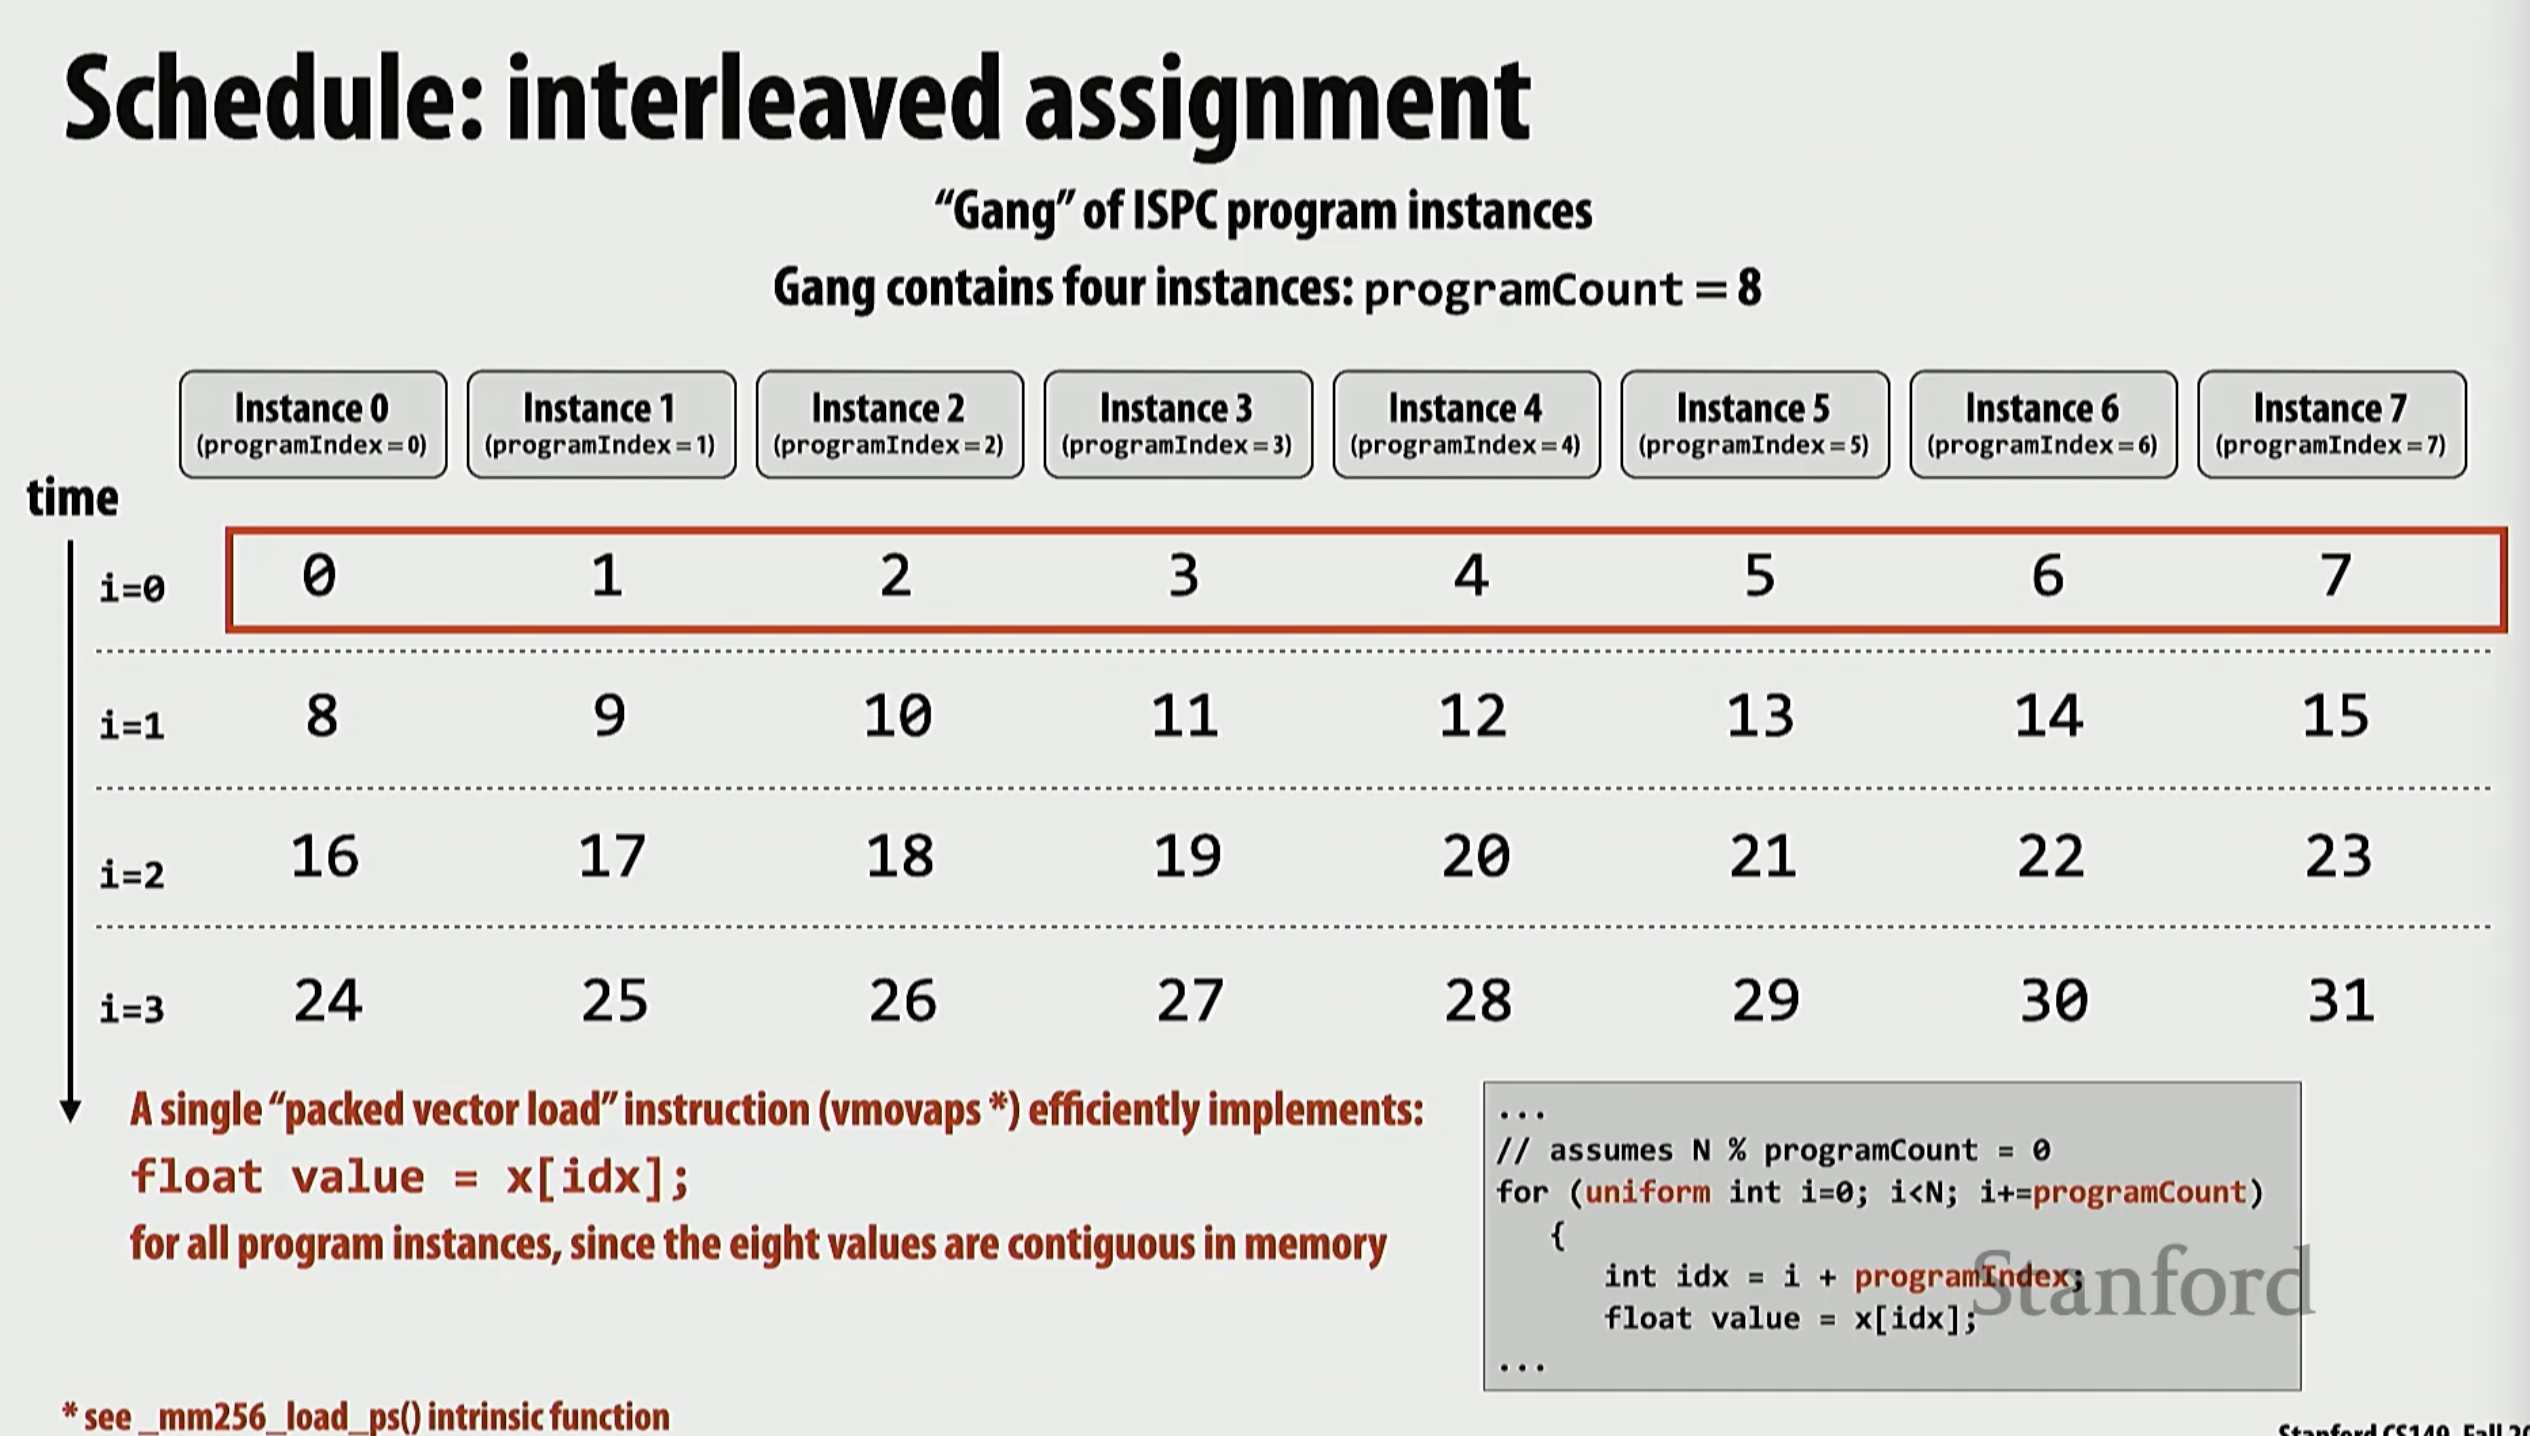 Schedule: interleaved assignment
“Gang” of ISPC program instances
Gang contains four instances: programCount = 8
Instance 0 Instance 1 Instance 2 Instance 3 Instance 4 Instance 5 Instance 6 Instance 7
(programIndex = 0) (programIndex = 1) (programIndex = 2) (programIndex = 3) (programIndex = 4) (programIndex = 5) (programIndex = 6) (programIndex = 7)
time
i=0 0 1 2 3 4 5 6 7
i=1 8 9 10 11 12 13 14 15
i=2 16 17 18 19 20 21 22 23
i=3 24 25 26 27 28 29 30 31
A single “packed vector load” instruction (vmovaps *) efficiently implements:
float value = x[idx];
for all program instances, since the eight values are contiguous in memory
...
// assumes N % programCount = 0
for (uniform int i=0; i<N; i+=programCount)
{
int idx = i + programIndex;
float value = x[idx];
...
Stanford
* see _mm256_load_ps() intrinsic function
Stanford CS149, Fall